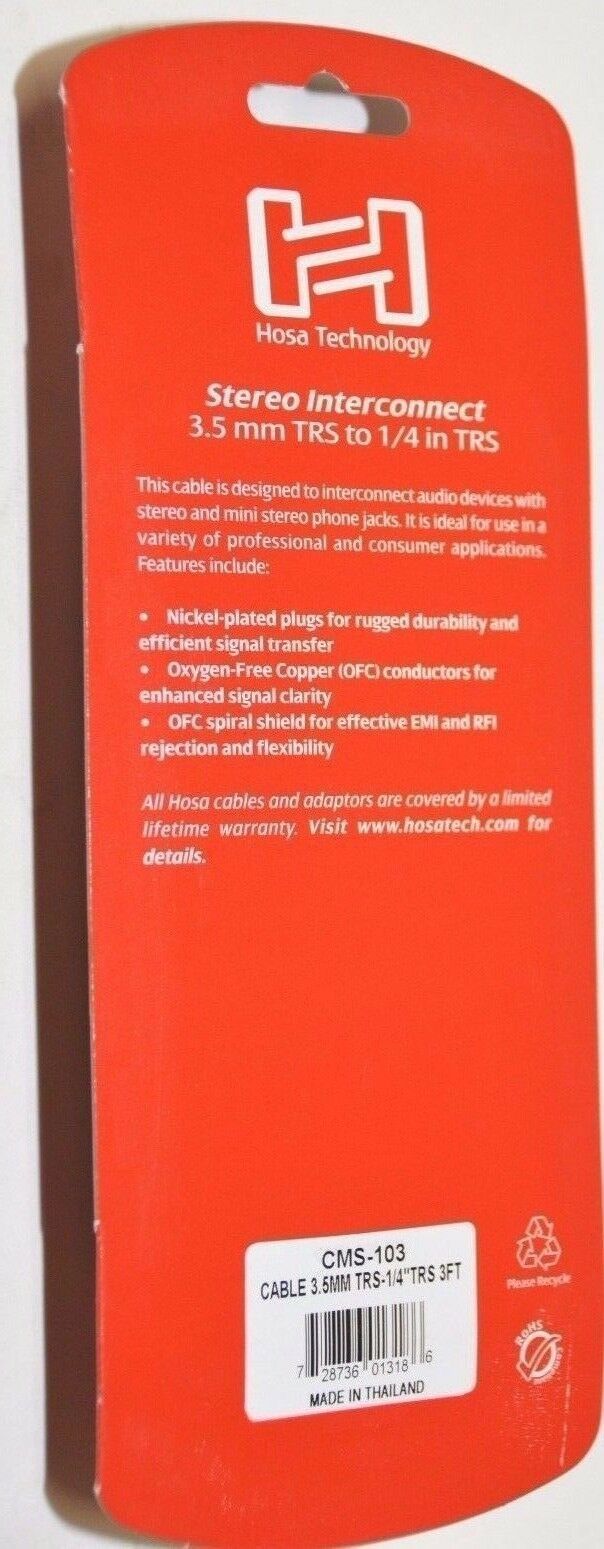 Hosa Technology
Stereo Interconnect
3.5 mm TRS to 1/4 in TRS
This cable is designed to interconnect audio devices with
stereo and mini stereo phone jacks. It is ideal for use in a
variety of professional and consumer applications.
Features include:
• Nickel-plated plugs for rugged durability and
efficient signal transfer
• Oxygen-Free Copper (OFC) conductors for
enhanced signal clarity
• OFC spiral shield for effective EMI and RFI
rejection and flexibility
All Hosa cables and adaptors are covered by a limited
lifetime warranty. Visit www.hosatech.com for
details.
CMS-103
CABLE 3.5MM TRS-1/4"TRS 3FT
7 28736 01318 6
MADE IN THAILAND
Please Recycle
RoHS